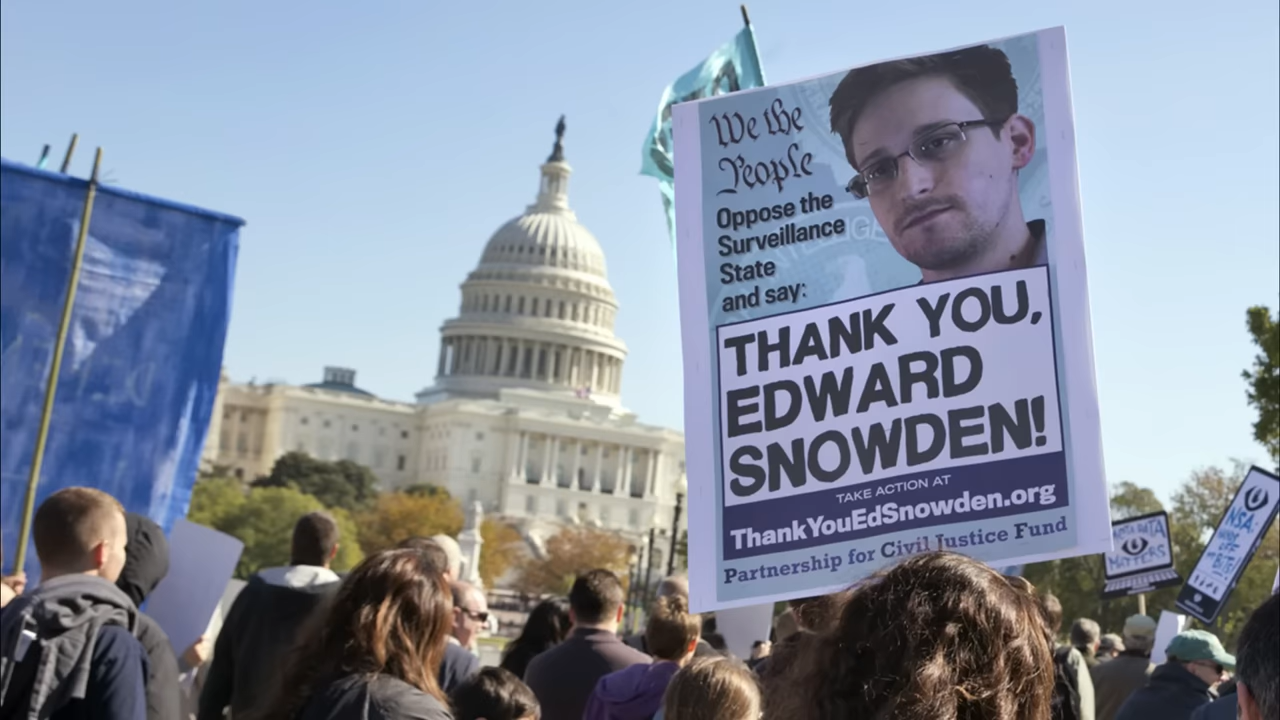 We the
People
Oppose the
Surveillance
State
and say:
THANK YOU,
EDWARD
SNOWDEN!
TAKE ACTION AT
ThankYouEdSnowden.org
Partnership for Civil Justice Fund
DATA
MATTERS
NSA: